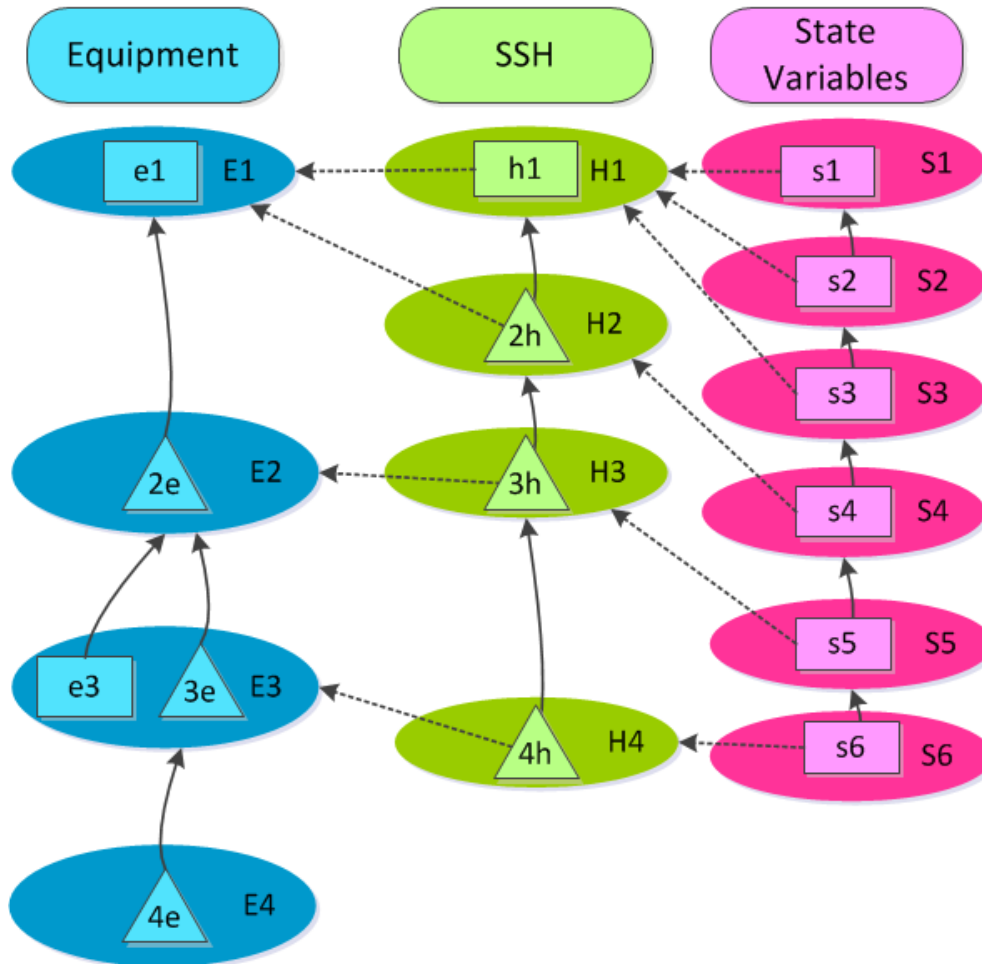 Equipment
SSH
State
Variables
e1 E1
h1 H1
s1 S1
s2 S2
2h H2
s3 S3
2e E2
3h H3
s4 S4
s5 S5
e3 3e E3
4h H4
s6 S6
4e E4